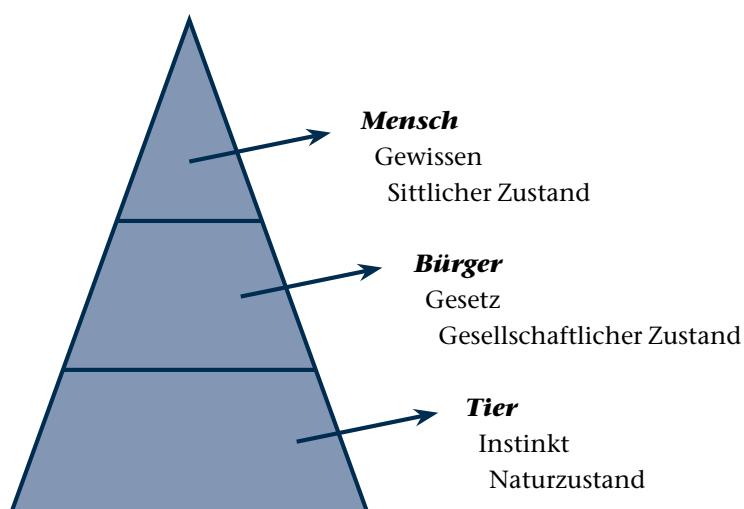 Mensch
Gewissen
Sittlicher Zustand
Bürger
Gesetz
Gesellschaftlicher Zustand
Tier
Instinkt
Naturzustand